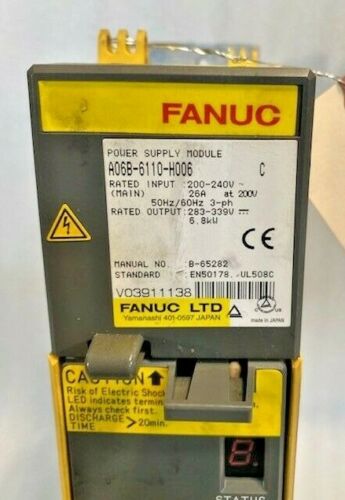 FANUC
POWER SUPPLY MODULE
A06B-6110-H006 C
RATED INPUT :200-240V~
(MAIN) 26A at 200V
50Hz/60Hz 3-ph
RATED OUTPUT:283-339V
6.8kW
CE
MANUAL NO. :B-65282
STANDARD :EN50178,UL508C
V03911138
FANUC LTD
Yamanashi 401-0597 JAPAN
C US
made in JAPAN
CAUTION
Risk of Electric Shock
LED indicates termin
Always check first.
DISCHARGE
TIME >20min.
8
STATUS